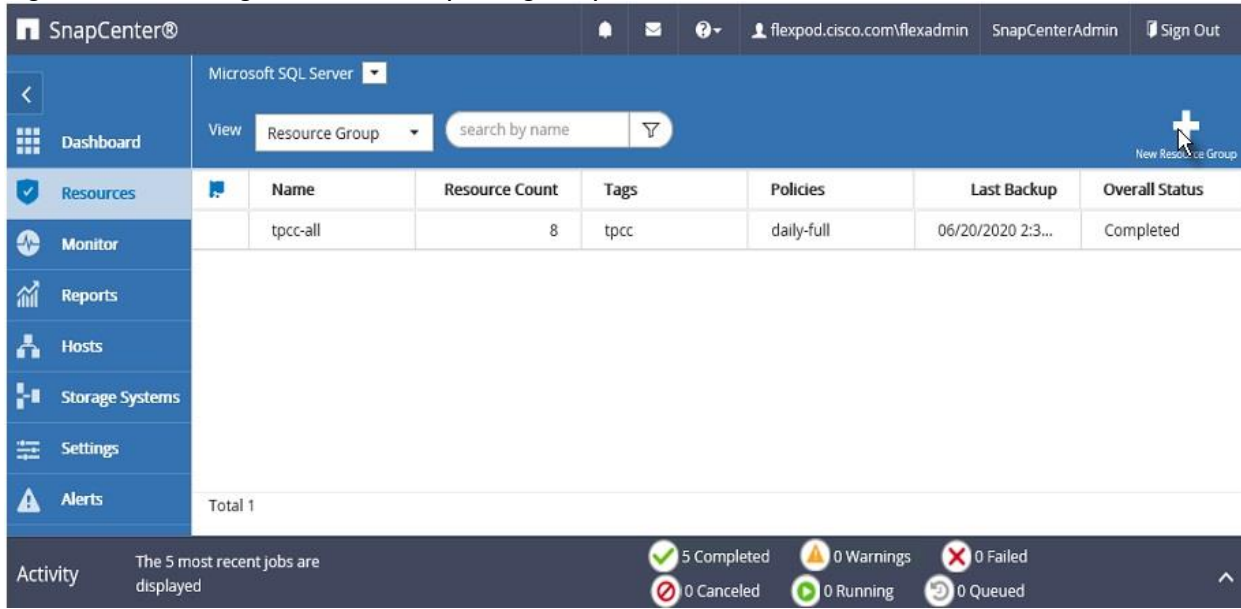 SnapCenter®
flexpod.cisco.com\flexadmin SnapCenterAdmin Sign Out
Microsoft SQL Server
View Resource Group search by name
New Resource Group
Dashboard
Resources
Monitor
Reports
Hosts
Storage Systems
Settings
Alerts
Name Resource Count Tags Policies Last Backup Overall Status
tpcc-all 8 tpcc daily-full 06/20/2020 2:3... Completed
Total 1
Activity
The 5 most recent jobs are
displayed
5 Completed 0 Warnings 0 Failed
0 Canceled 0 Running 0 Queued